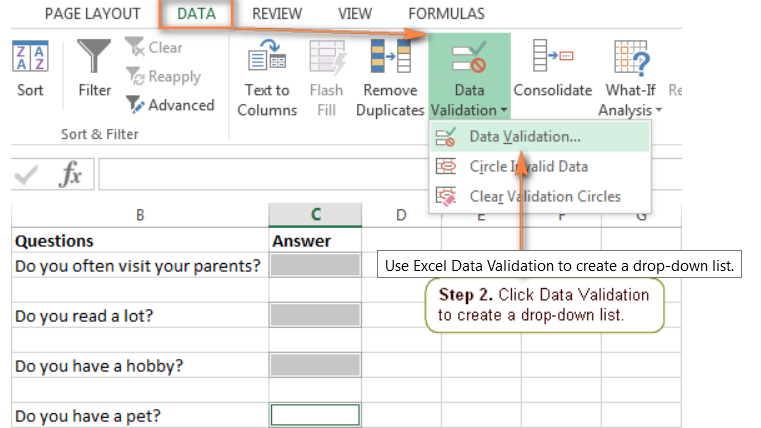 PAGE LAYOUT DATA REVIEW VIEW FORMULAS
Clear
Reapply
Advanced
Sort Filter
Sort & Filter
Text to Columns
Flash Fill
Remove Duplicates
Data Validation
Consolidate
What-If Analysis
Re
Data Validation...
Circle Invalid Data
Clear Validation Circles
fx
B C D E F G
Questions Answer
Do you often visit your parents?
Use Excel Data Validation to create a drop-down list.
Step 2. Click Data Validation
to create a drop-down list.
Do you read a lot?
Do you have a hobby?
Do you have a pet?